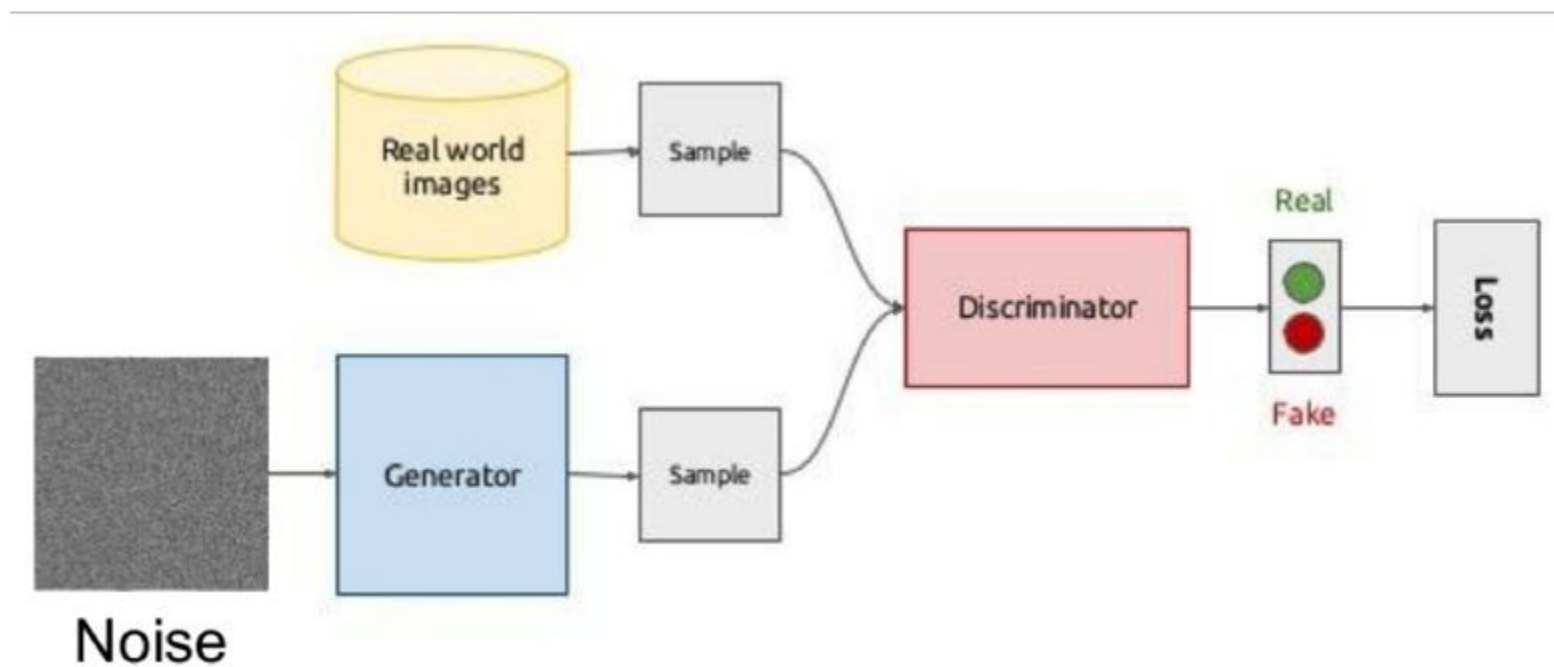 Real world
images
Sample
Real
Discriminator
Loss
Fake
Generator
Sample
Noise